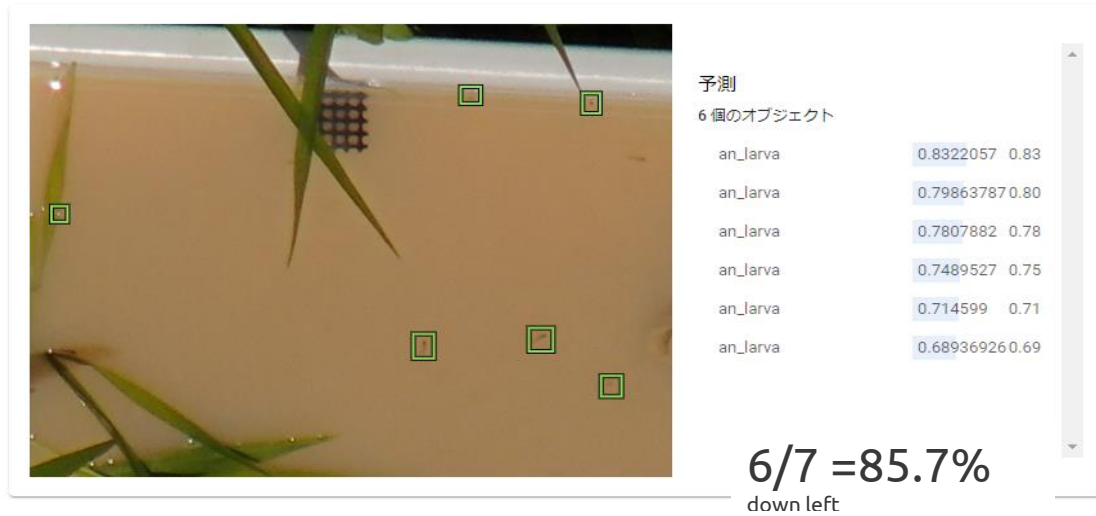 予測
6 個のオブジェクト
an_larva 0.8322057 0.83
an_larva 0.79863787 0.80
an_larva 0.7807882 0.78
an_larva 0.7489527 0.75
an_larva 0.714599 0.71
an_larva 0.68936926 0.69
6/7 =85.7%
down left